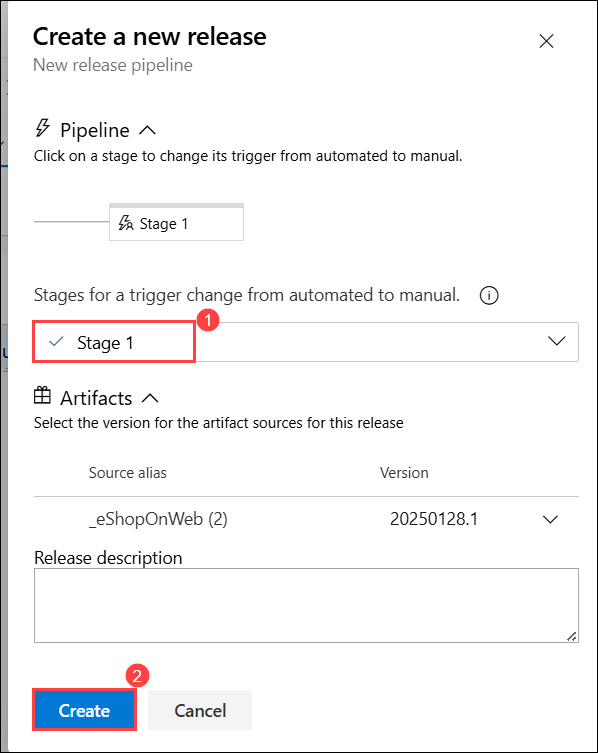 Create a new release
New release pipeline
Pipeline
Click on a stage to change its trigger from automated to manual.
Stage 1
Stages for a trigger change from automated to manual.
1
Stage 1
Artifacts
Select the version for the artifact sources for this release
Source alias Version
_eShopOnWeb (2) 20250128.1
Release description
2
Create Cancel